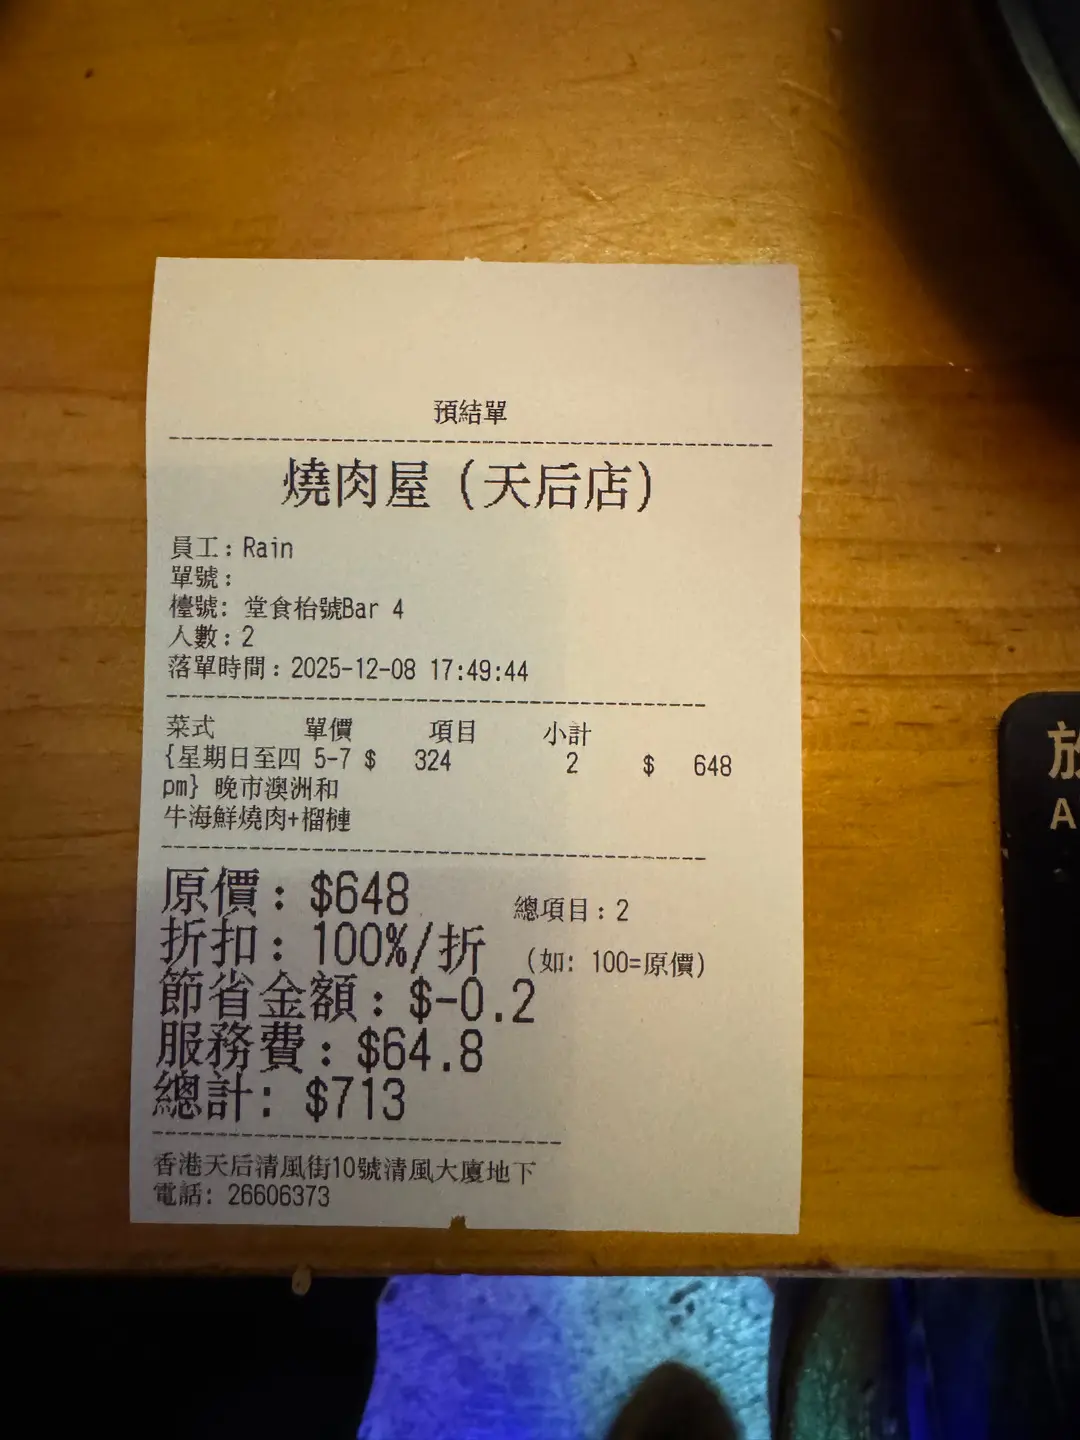 預結單
燒肉屋(天后店)
員工:Rain
單號:
檯號: 堂食枱號Bar 4
人數:2
落單時間:2025-12-08 17:49:44
菜式 單價 項目 小計
{星期日至四 5-7 $ 324 2 $ 648
pm} 晚市澳洲和
牛海鮮燒肉+榴槤
原價: $648 總項目:2
折扣: 100%/折 (如: 100=原價)
節省金額: $-0.2
服務費: $64.8
總計: $713
香港天后清風街10號清風大廈地下
電話: 26606373
放
A